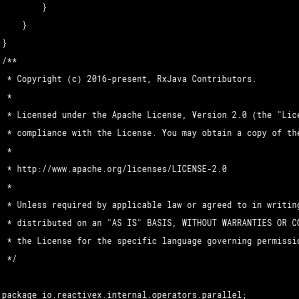 }
}
}
/**
* Copyright (c) 2016-present, RxJava Contributors.
*
* Licensed under the Apache License, Version 2.0 (the
* compliance with the License. You may obtain a copy of
*
* http://www.apache.org/licenses/LICENSE-2.0
*
* Unless required by applicable law or agreed to in writing
* distributed on an "AS IS" BASIS, WITHOUT WARRANTIES OR
* the License for the specific language governing
*/
package io.reactivex.internal.operators.parallel;